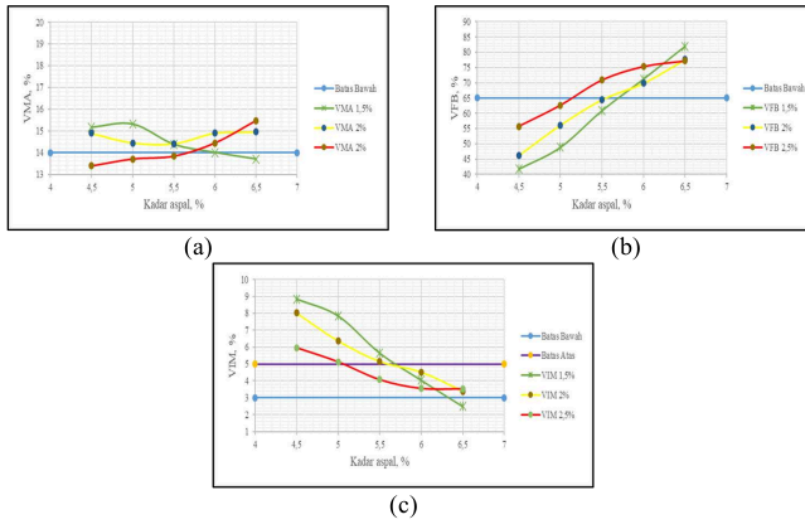 VMA, %
20
19
18
17
16
15
14
13
4
4,5
5
5,5
6
6,5
7
Kadar aspal, %
Batas Bawah
VMA 1,5%
VMA 2%
VMA 2%
(a)
VFB, %
90
85
80
75
70
65
60
55
50
45
40
4
4,5
5
5,5
6
6,5
7
Kadar aspal, %
Batas Bawah
VFB 1,5%
VFB 2%
VFB 2,5%
(b)
VIM, %
10
9
8
7
6
5
4
3
2
1
4
4,5
5
5,5
6
6,5
7
Kadar aspal, %
Batas Bawah
Batas Atas
VIM 1,5%
VIM 2%
VIM 2,5%
(c)